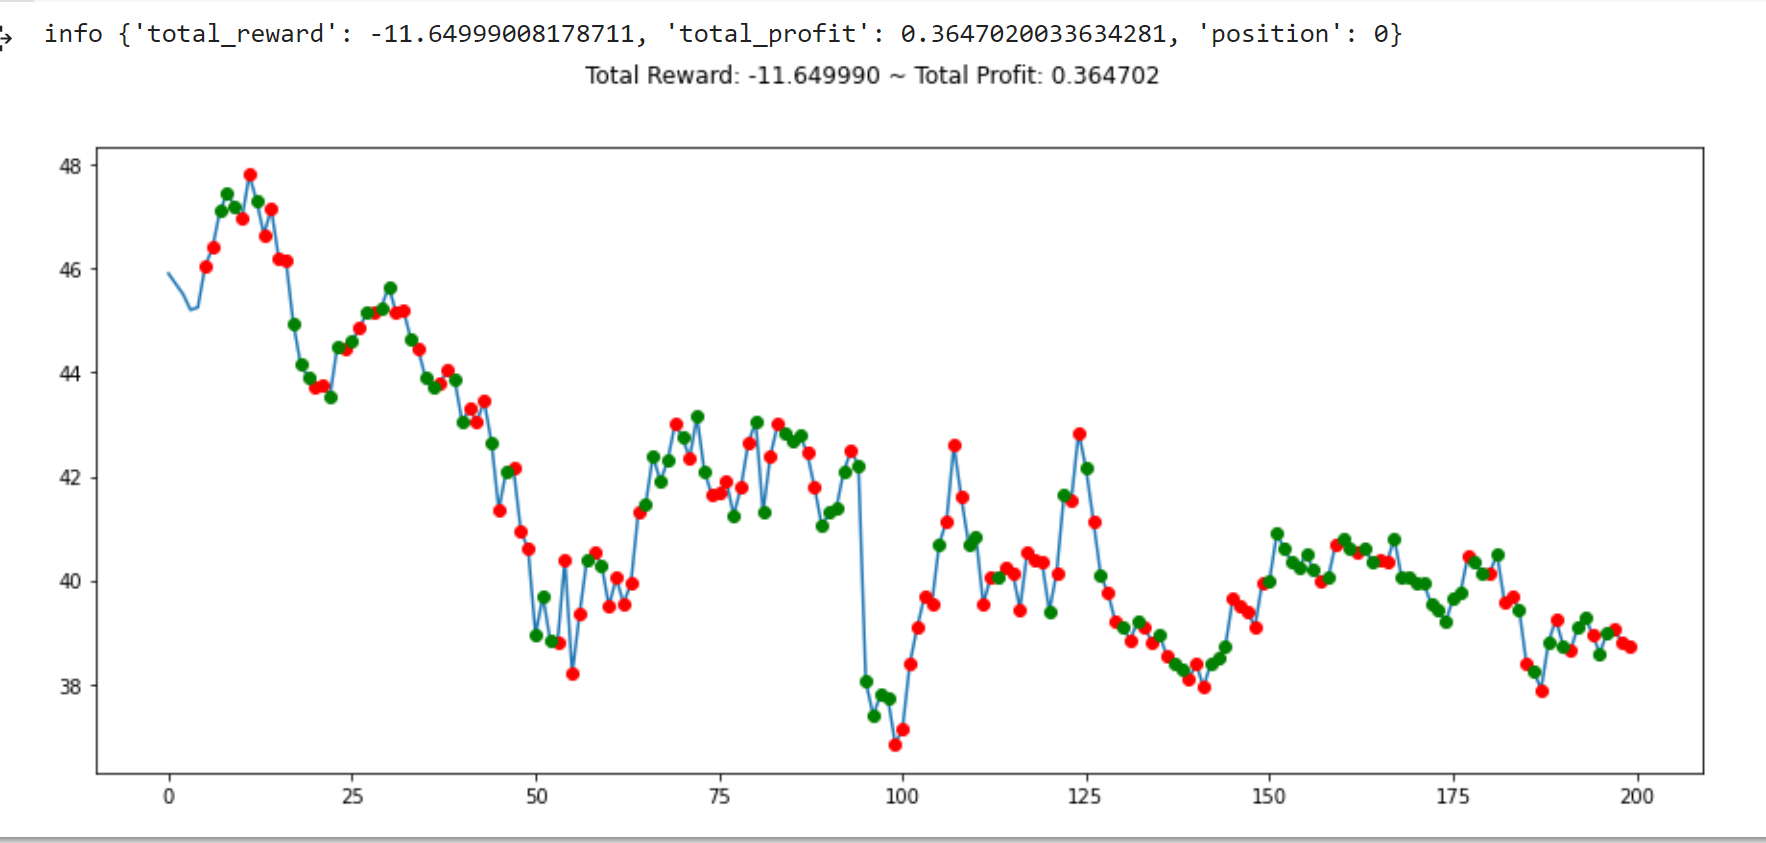 info {'total_reward': -11.64999008178711, 'total_profit': 0.3647020033634281, 'position': 0}
Total Reward: -11.649990 ~ Total Profit: 0.364702
48
46
44
42
40
38
0 25 50 75 100 125 150 175 200